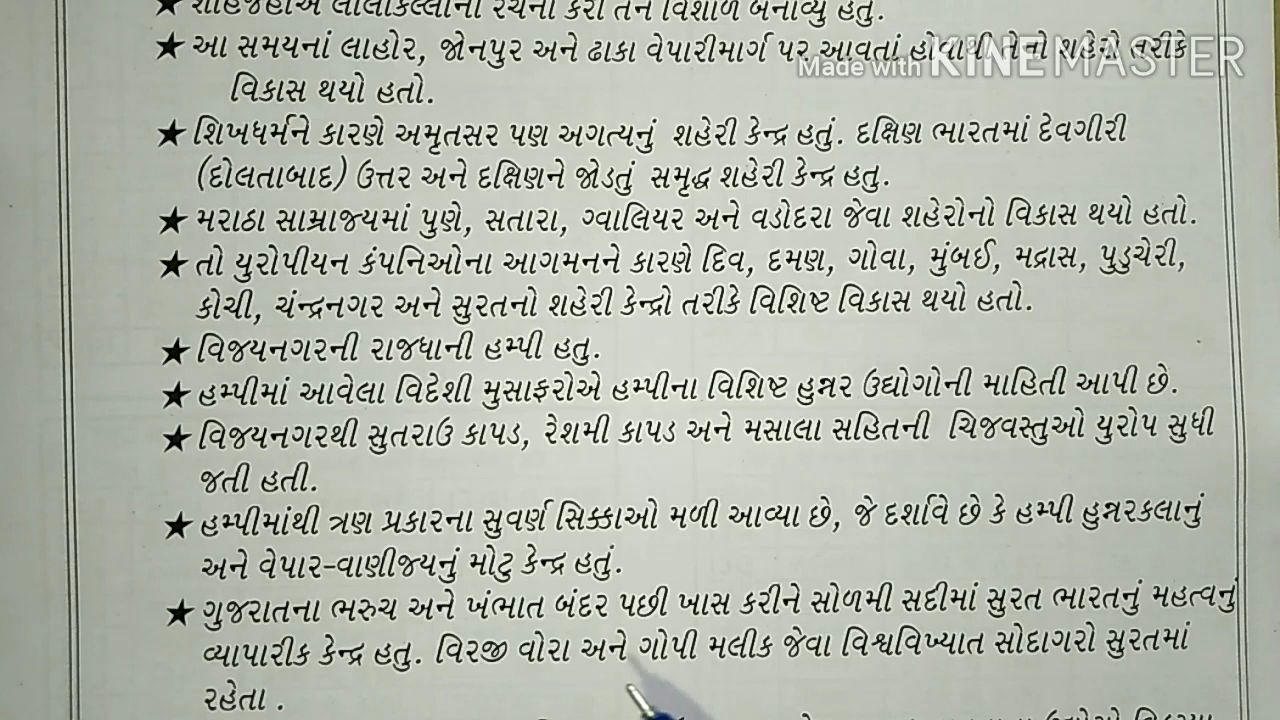 ★ શાહજહાંએ લાલકિલ્લાની રચના કરી તેને વિશાળ બનાવ્યુ હતુ.
★ આ સમયનાં લાહોર, જોનપુર અને ઢાકા વેપારીમાર્ગ પર આવતાં હોવાથી તેનો શહેરો તરીકે
Made with KINEMASTER
વિકાસ થયો હતો.
★ શિખધર્મને કારણે અમૃતસર પણ અગત્યનું શહેરી કેન્દ્ર હતું. દક્ષિણ ભારતમાં દેવગીરી
(દોલતાબાદ) ઉત્તર અને દક્ષિણને જોડતું સમૃદ્ધ શહેરી કેન્દ્ર હતુ.
★ મરાઠા સામ્રાજ્યમાં પુણે, સતારા, ગ્વાલિયર અને વડોદરા જેવા શહેરોનો વિકાસ થયો હતો.
★ તો યુરોપીયન કંપનિઓના આગમનને કારણે દિવ, દમણ, ગોવા, મુંબઈ, મદ્રાસ, પુડુચેરી,
કોચી, ચંન્દ્રનગર અને સુરતનો શહેરી કેન્દ્રો તરીકે વિશિષ્ટ વિકાસ થયો હતો.
★ વિજયનગરની રાજધાની હમ્પી હતુ.
★ હમ્પીમાં આવેલા વિદેશી મુસાફરોએ હમ્પીના વિશિષ્ટ હુન્નર ઉદ્યોગોની માહિતી આપી છે.
★ વિજયનગરથી સુતરાઉ કાપડ, રેશમી કાપડ અને મસાલા સહિતની ચિજવસ્તુઓ યુરોપ સુધી
જતી હતી.
★ હમ્પીમાંથી ત્રણ પ્રકારના સુવર્ણ સિક્કાઓ મળી આવ્યા છે, જે દર્શાવે છે કે હમ્પી હુન્નરકલાનું
અને વેપાર-વાણીજ્યનું મોટુ કેન્દ્ર હતું.
★ ગુજરાતના ભરુચ અને ખંભાત બંદર પછી ખાસ કરીને સોળમી સદીમાં સુરત ભારતનું મહત્વનું
વ્યાપારીક કેન્દ્ર હતુ. વિરજી વોરા અને ગોપી મલીક જેવા વિશ્વવિખ્યાત સોદાગરો સુરતમાં
રહેતા .